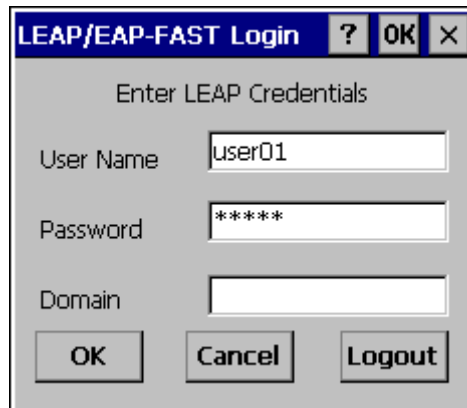 LEAP/EAP-FAST Login ? OK ×
Enter LEAP Credentials
User Name user01
Password *****
Domain
OK Cancel Logout